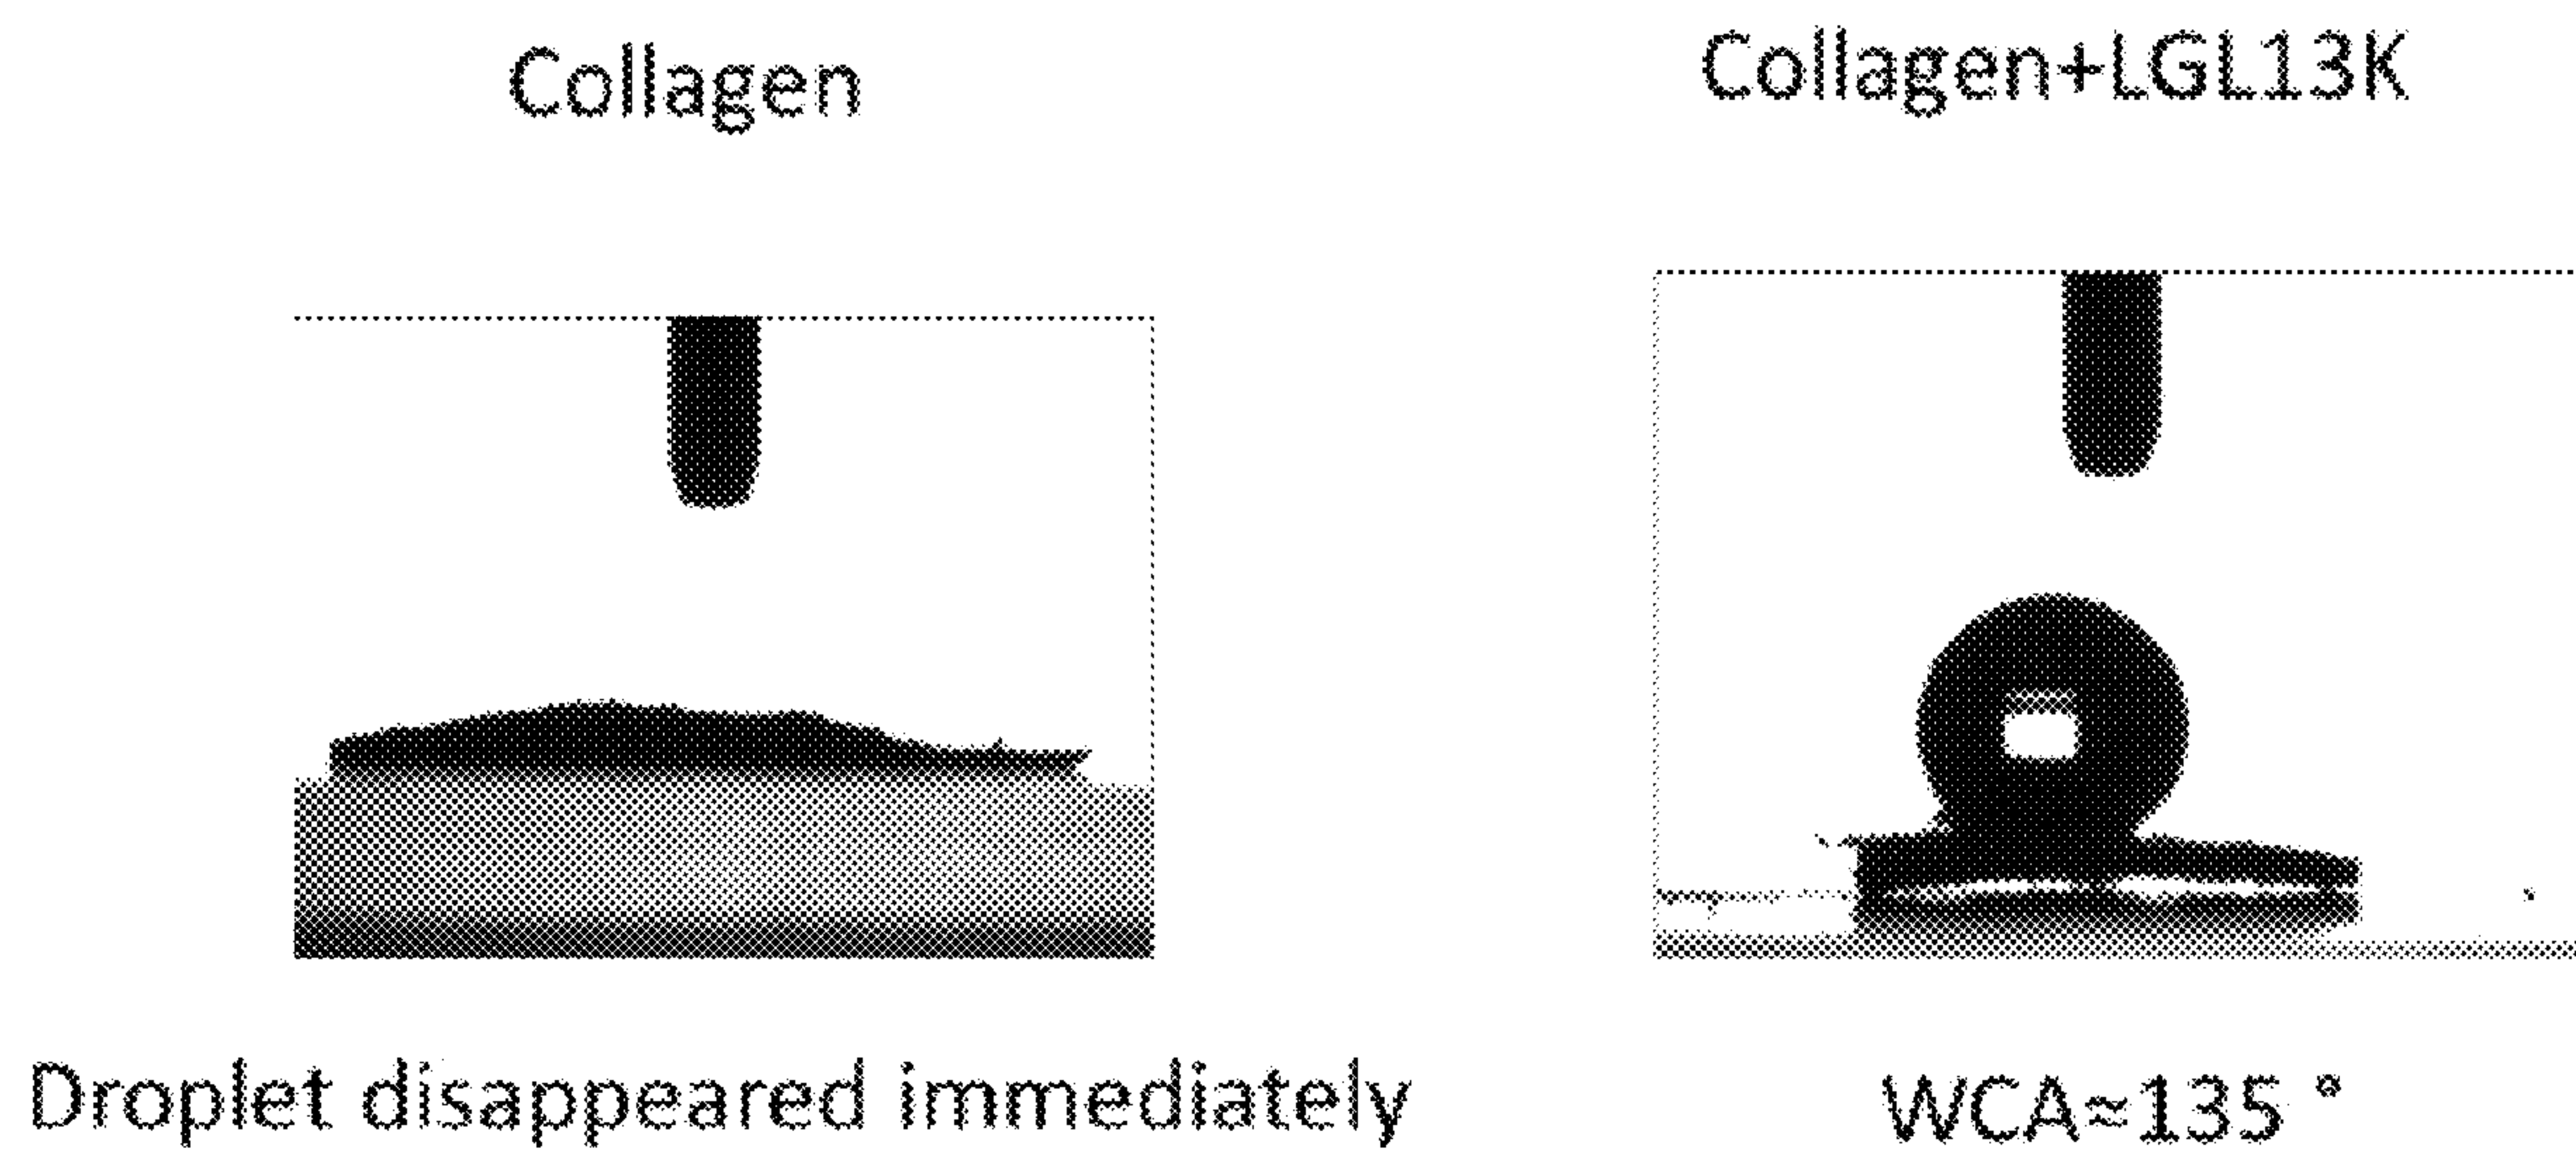 Collagen
Collagen+LGL13K
Droplet disappeared immediately
WCA≈135 °